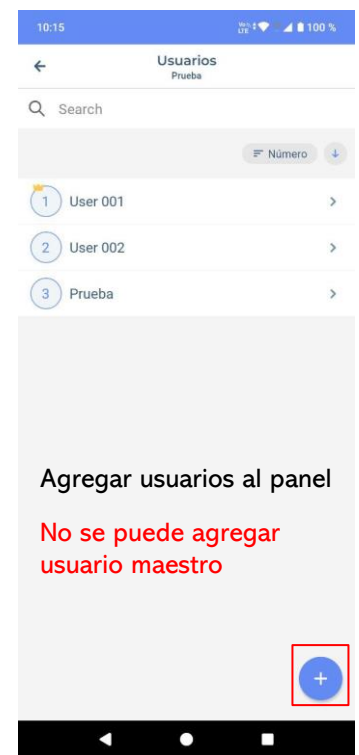 10:15
100 %
Usuarios
Prueba
Search
Número
1 User 001
2 User 002
3 Prueba
Agregar usuarios al panel
No se puede agregar
usuario maestro
+